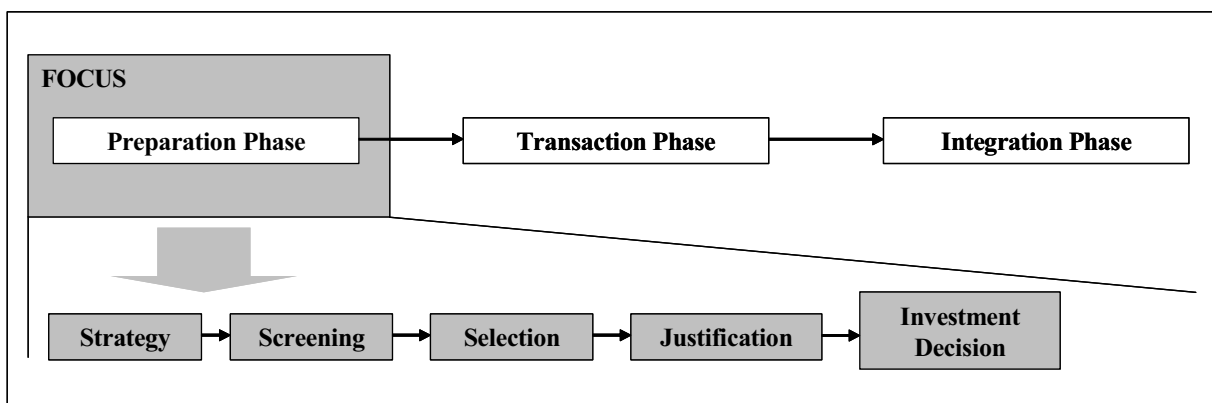 FOCUS
Preparation Phase
Transaction Phase
Integration Phase
Strategy
Screening
Selection
Justification
Investment
Decision